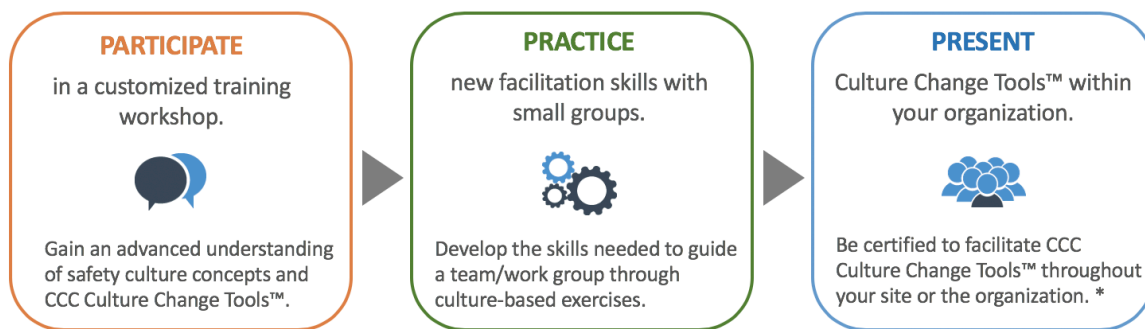 PARTICIPATE
in a customized training
workshop.
Gain an advanced understanding
of safety culture concepts and
CCC Culture Change Tools™.
PRACTICE
new facilitation skills with
small groups.
Develop the skills needed to guide
a team/work group through
culture-based exercises.
PRESENT
Culture Change Tools™ within
your organization.
Be certified to facilitate CCC
Culture Change Tools™ throughout
your site or the organization. *